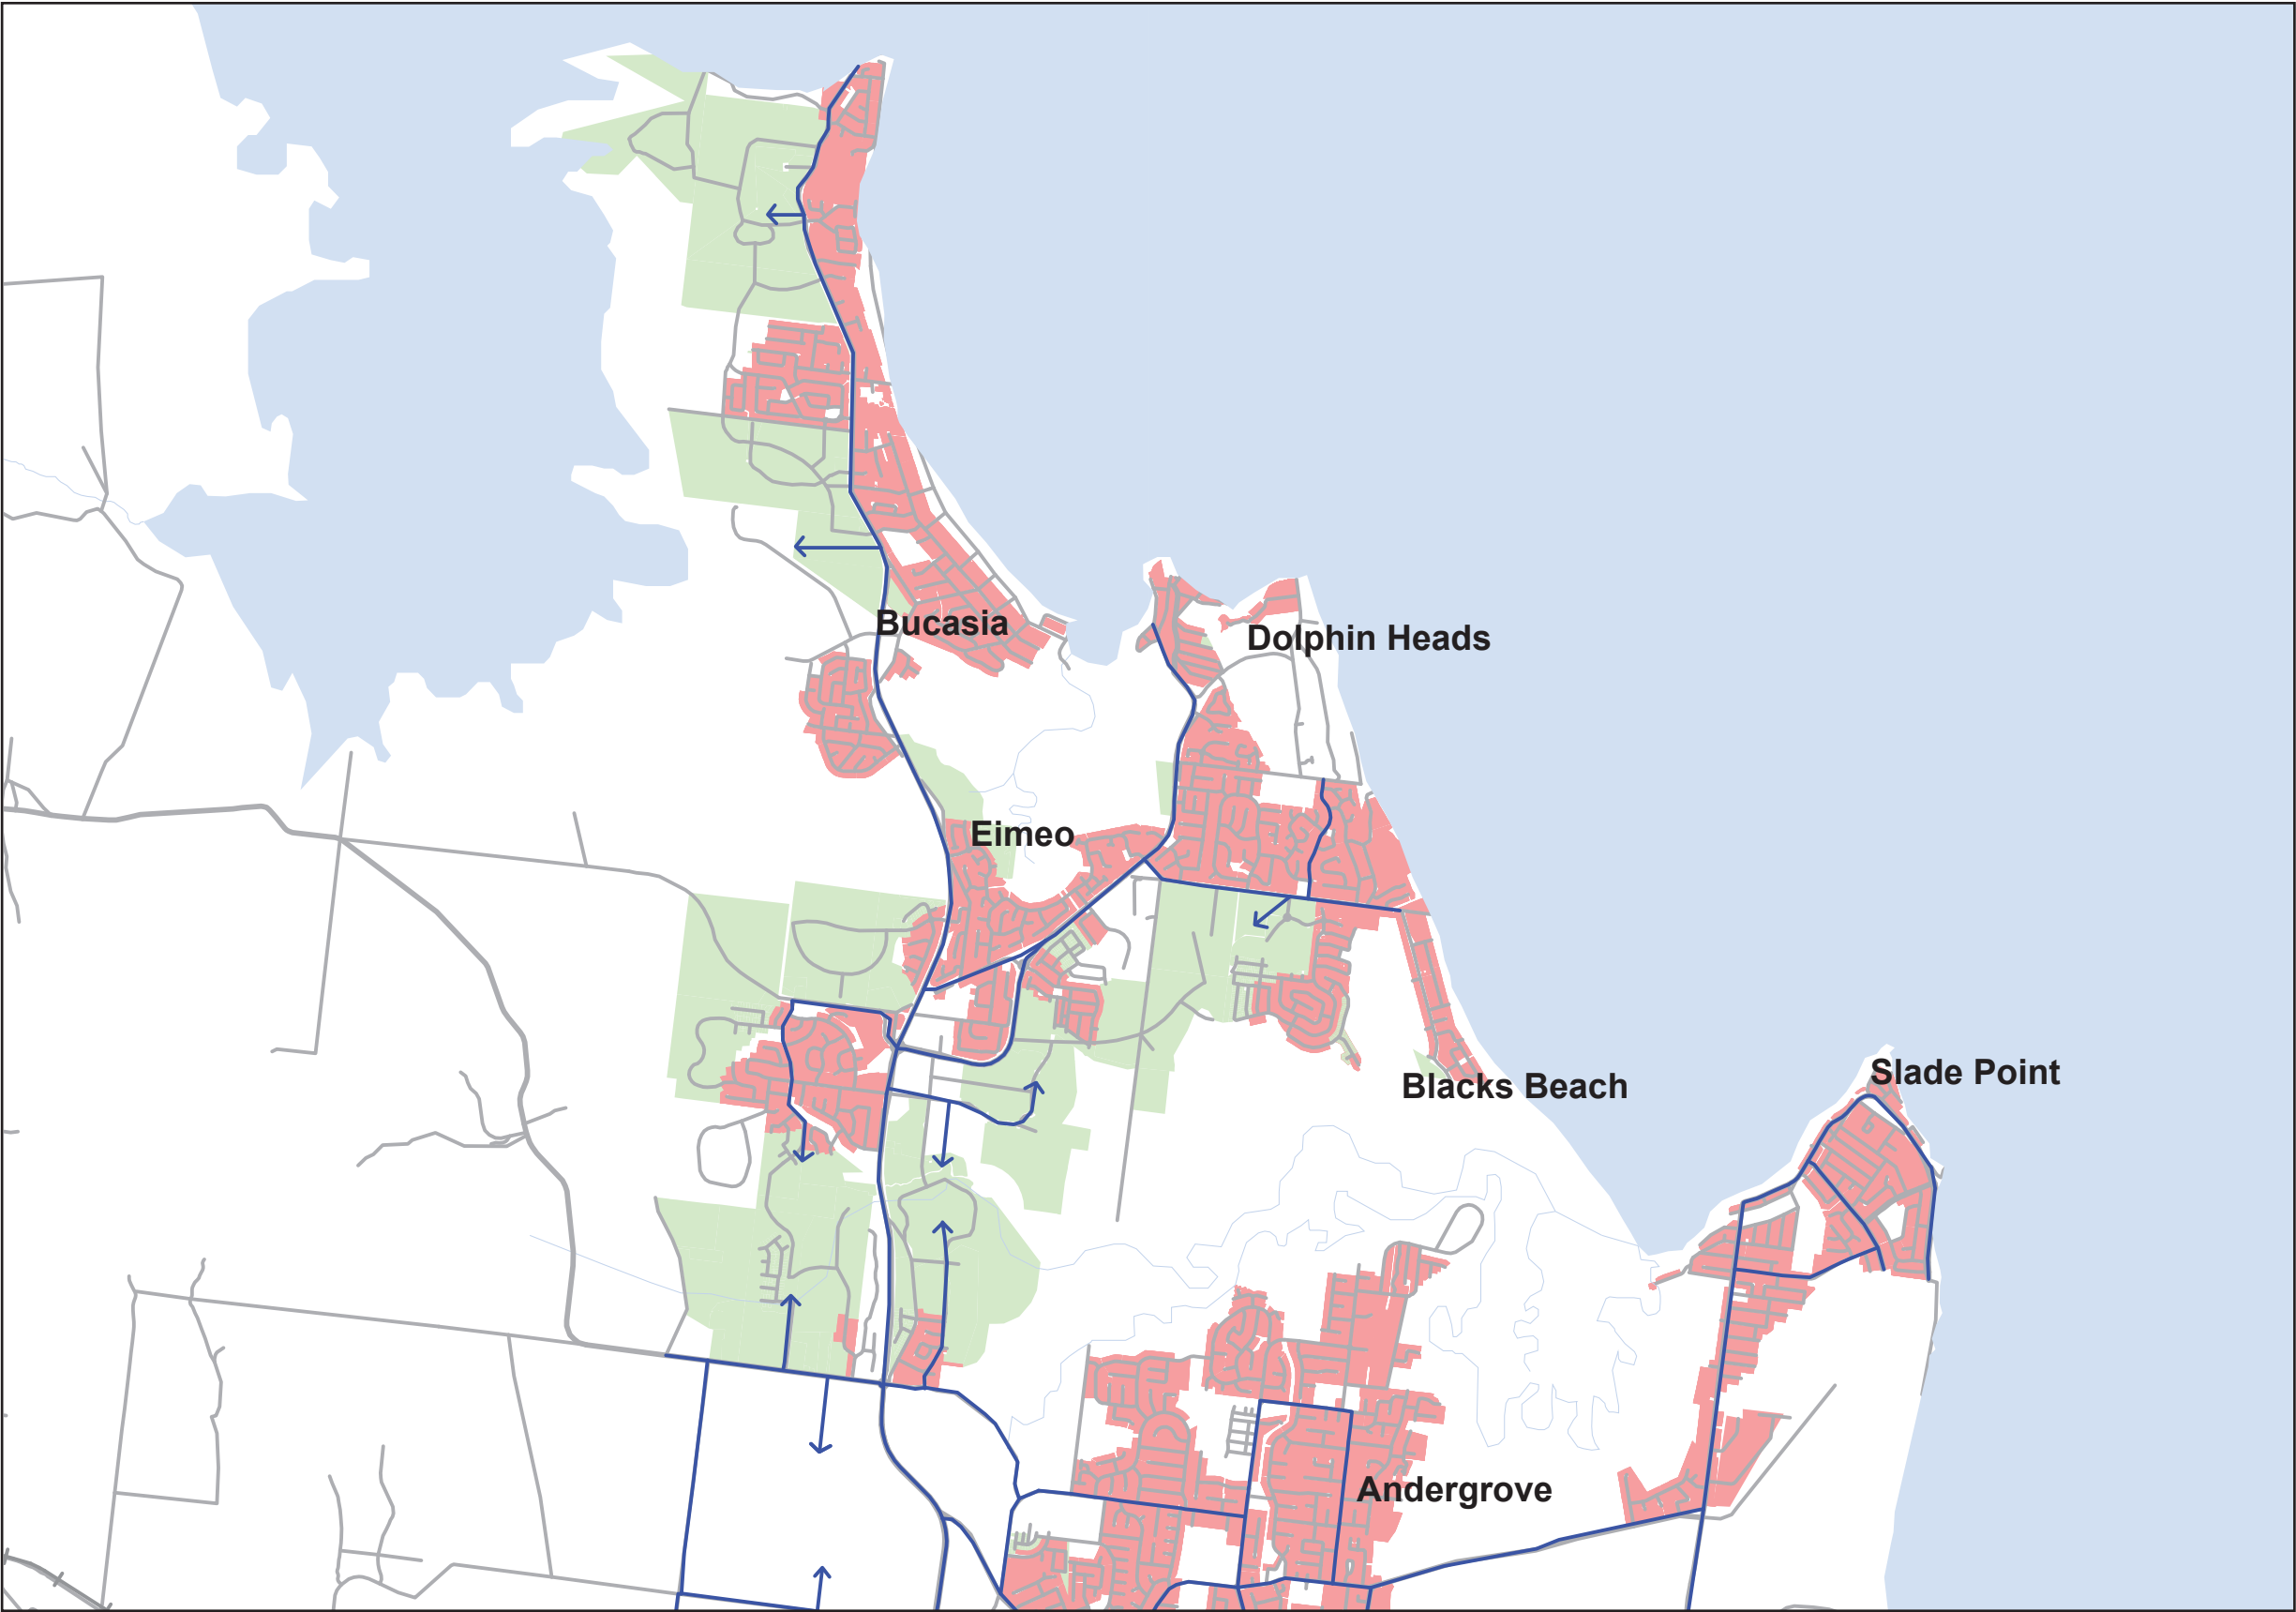 Bucasia
Dolphin Heads
Eimeo
Slade Point
Blacks Beach
Andergrove